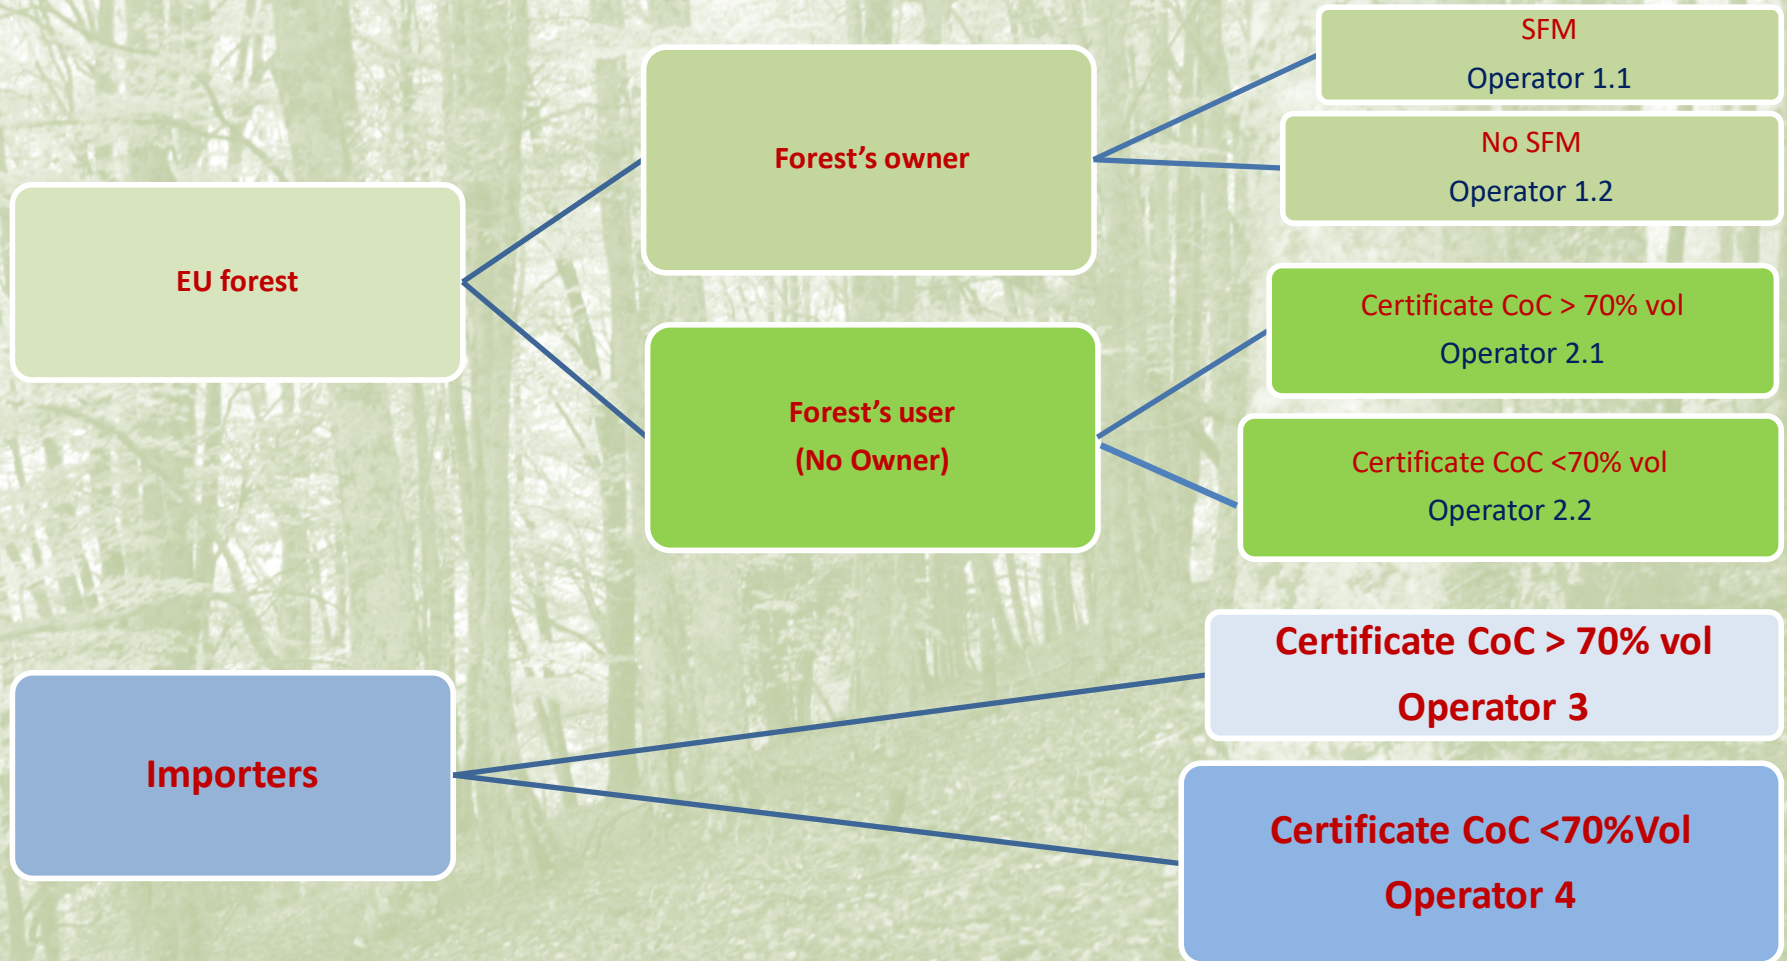 SFM
Operator 1.1
No SFM
Operator 1.2
Forest’s owner
EU forest
Certificate CoC > 70% vol
Operator 2.1
Forest’s user
(No Owner)
Certificate CoC <70% vol
Operator 2.2
Certificate CoC > 70% vol
Operator 3
Importers
Certificate CoC <70%Vol
Operator 4